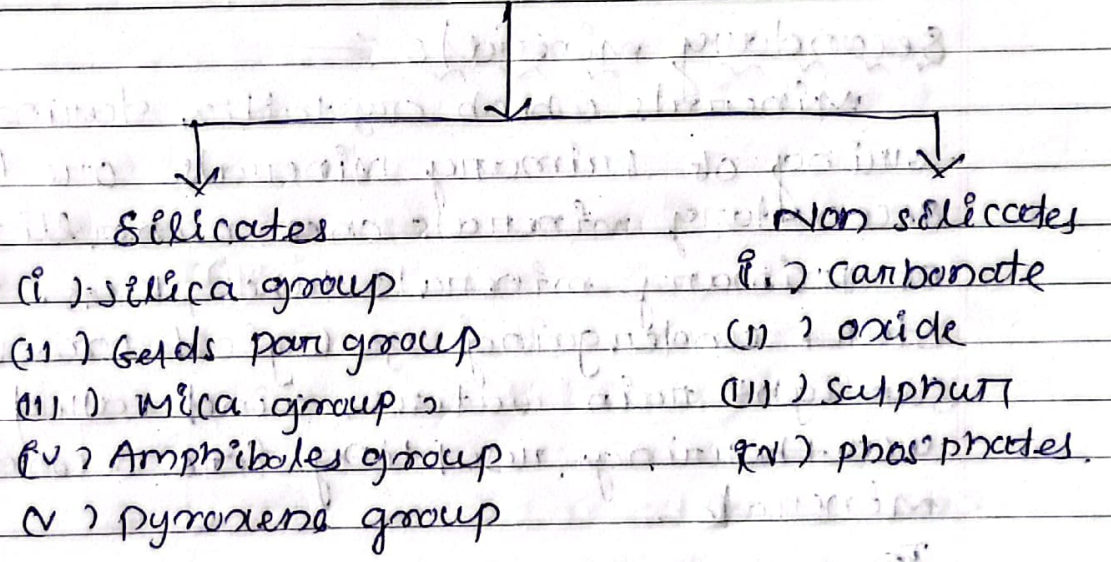 Silicates
(i) silica group
(ii) Felds par group
(iii) Mica group
(iv) Amphiboles group
(v) pyroxene group
Non silicates
i.) carbonate
(ii) oxide
(iii) sulphur
(iv) phosphates.